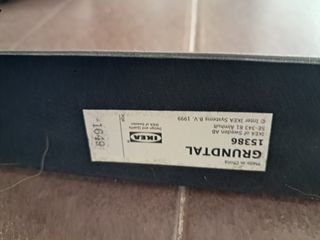 Made in China
GRUNDTAL
15386
IKEA of Sweden AB
SE-343 81 Älmhult
© Inter IKEA Systems B.V. 1999
Design and Quality
IKEA of Sweden
IKEA
1649